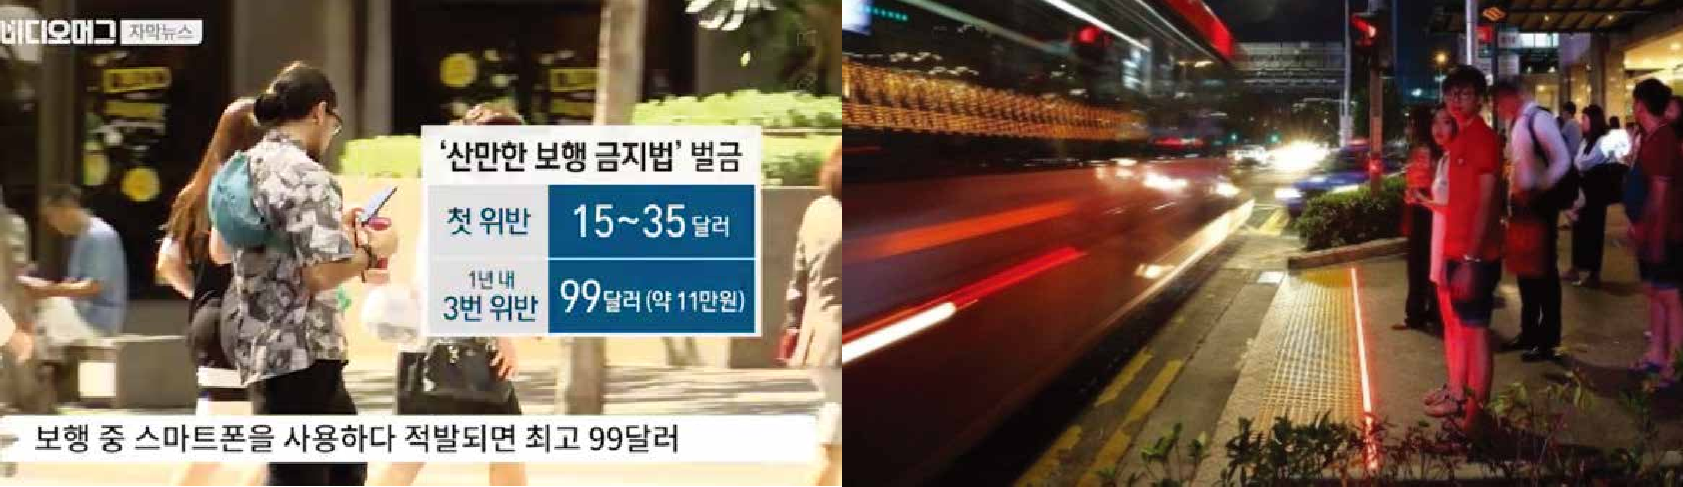 비디오머그 자막뉴스
‘산만한 보행 금지법’ 벌금
첫 위반 15~35달러
1년 내
3번 위반 99달러 (약 11만원)
보행 중 스마트폰을 사용하다 적발되면 최고 99달러